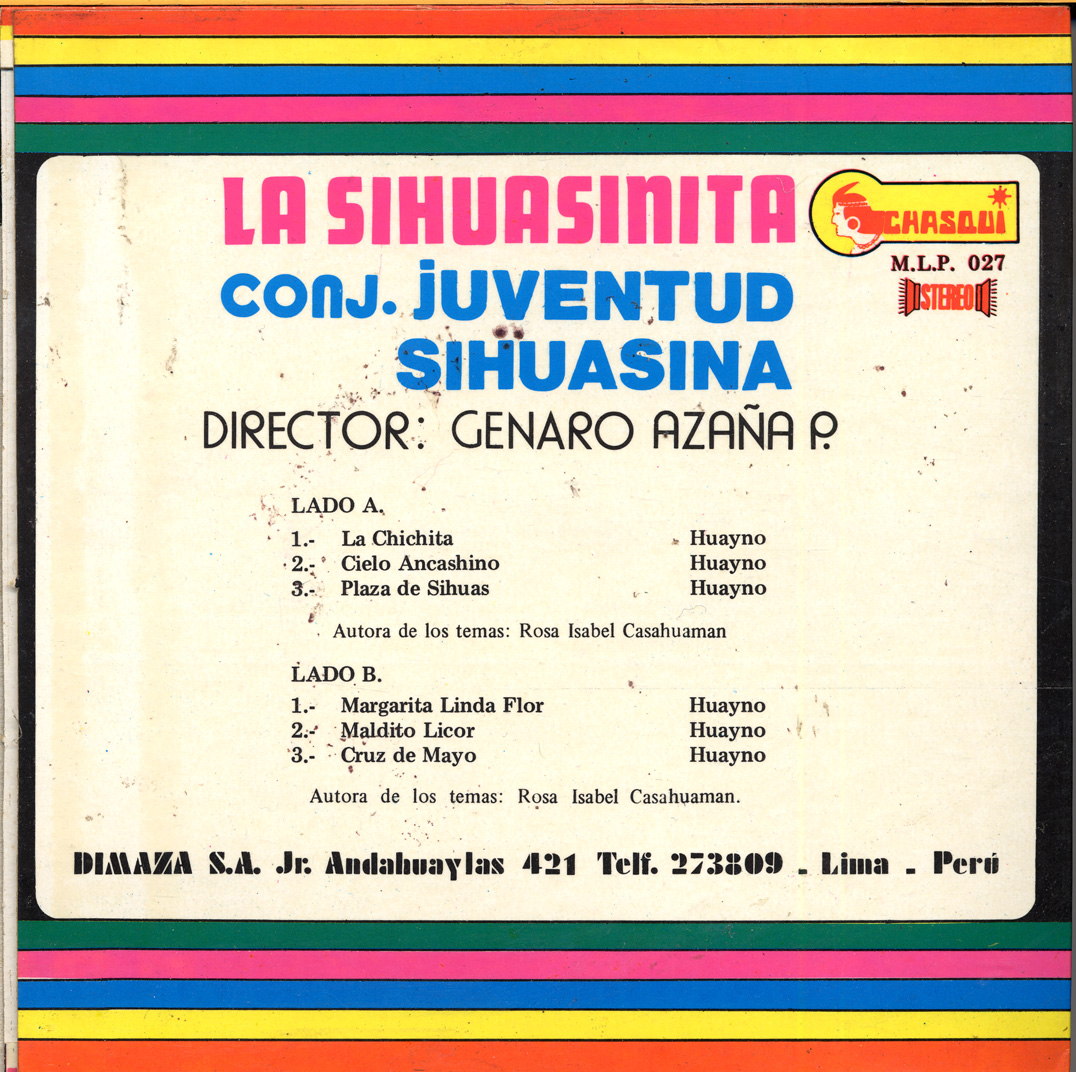 LA SIHUASINITA
CHASQUI
M.L.P. 027
STEREO
CONJ. JUVENTUD
SIHUASINA
DIRECTOR: GENARO AZAÑA P.
LADO A.
1.- La Chichita Huayno
2.- Cielo Ancashino Huayno
3.- Plaza de Sihuas Huayno
Autora de los temas: Rosa Isabel Casahuaman
LADO B.
1.- Margarita Linda Flor Huayno
2.- Maldito Licor Huayno
3.- Cruz de Mayo Huayno
Autora de los temas: Rosa Isabel Casahuaman.
DIMAZA S.A. Jr. Andahuaylas 421 Telf. 273809 . Lima . Perú